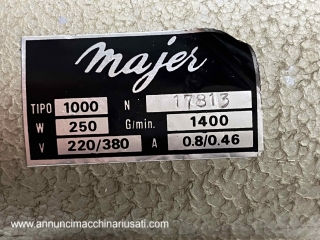 majer
TIPO 1000 N 17813
W 250 G/min. 1400
V 220/380 A 0.8/0.46
www.annuncimacchinariusati.com